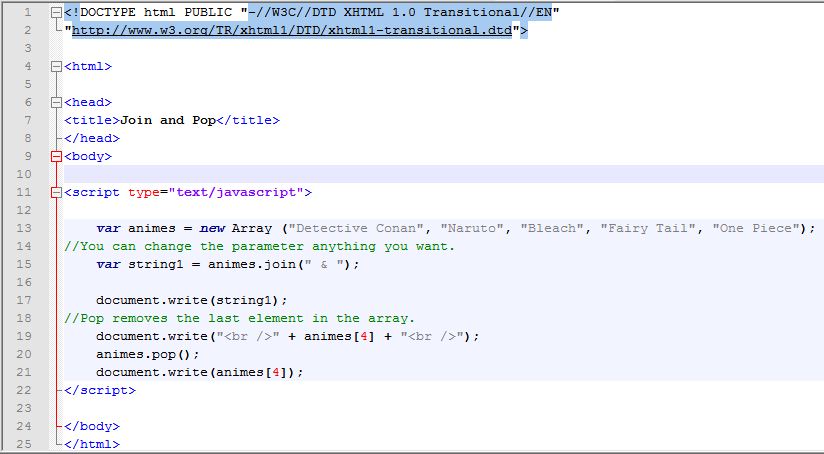 1 <!DOCTYPE html PUBLIC "-//W3C//DTD XHTML 1.0 Transitional//EN"
2 "http://www.w3.org/TR/xhtml1/DTD/xhtml1-transitional.dtd">
3
4 <html>
5
6 <head>
7 <title>Join and Pop</title>
8 </head>
9 <body>
10
11 <script type="text/javascript">
12
13     var animes = new Array ("Detective Conan", "Naruto", "Bleach", "Fairy Tail", "One Piece");
14 //You can change the parameter anything you want.
15     var string1 = animes.join(" & ");
16
17     document.write(string1);
18 //Pop removes the last element in the array.
19     document.write("<br />" + animes[4] + "<br />");
20     animes.pop();
21     document.write(animes[4]);
22 </script>
23
24 </body>
25 </html>